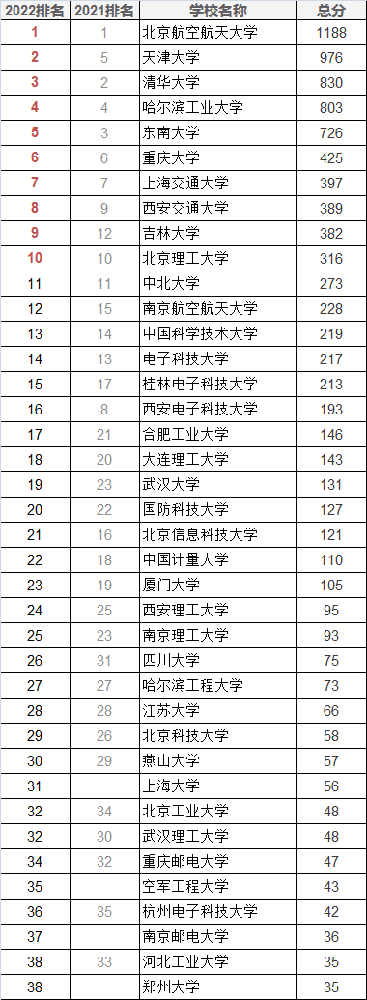 2022排名 2021排名 学校名称 总分
1 1 北京航空航天大学 1188
2 5 天津大学 976
3 2 清华大学 830
4 4 哈尔滨工业大学 803
5 3 东南大学 726
6 6 重庆大学 425
7 7 上海交通大学 397
8 9 西安交通大学 389
9 12 吉林大学 382
10 10 北京理工大学 316
11 11 中北大学 273
12 15 南京航空航天大学 228
13 14 中国科学技术大学 219
14 13 电子科技大学 217
15 17 桂林电子科技大学 213
16 8 西安电子科技大学 193
17 21 合肥工业大学 146
18 20 大连理工大学 143
19 23 武汉大学 131
20 22 国防科技大学 127
21 16 北京信息科技大学 121
22 18 中国计量大学 110
23 19 厦门大学 105
24 25 西安理工大学 95
25 23 南京理工大学 93
26 31 四川大学 75
27 27 哈尔滨工程大学 73
28 28 江苏大学 66
29 26 北京科技大学 58
30 29 燕山大学 57
31 上海大学 56
32 34 北京工业大学 48
32 30 武汉理工大学 48
34 32 重庆邮电大学 47
35 空军工程大学 43
36 35 杭州电子科技大学 42
37 南京邮电大学 36
38 33 河北工业大学 35
38 郑州大学 35